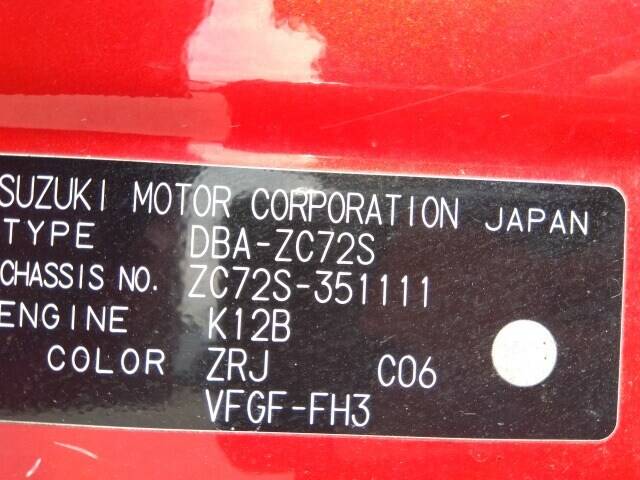 SUZUKI MOTOR CORPORATION JAPAN
TYPE DBA-ZC72S
CHASSIS NO. ZC72S-351111
ENGINE K12B
COLOR ZRJ C06
VFGF-FH3